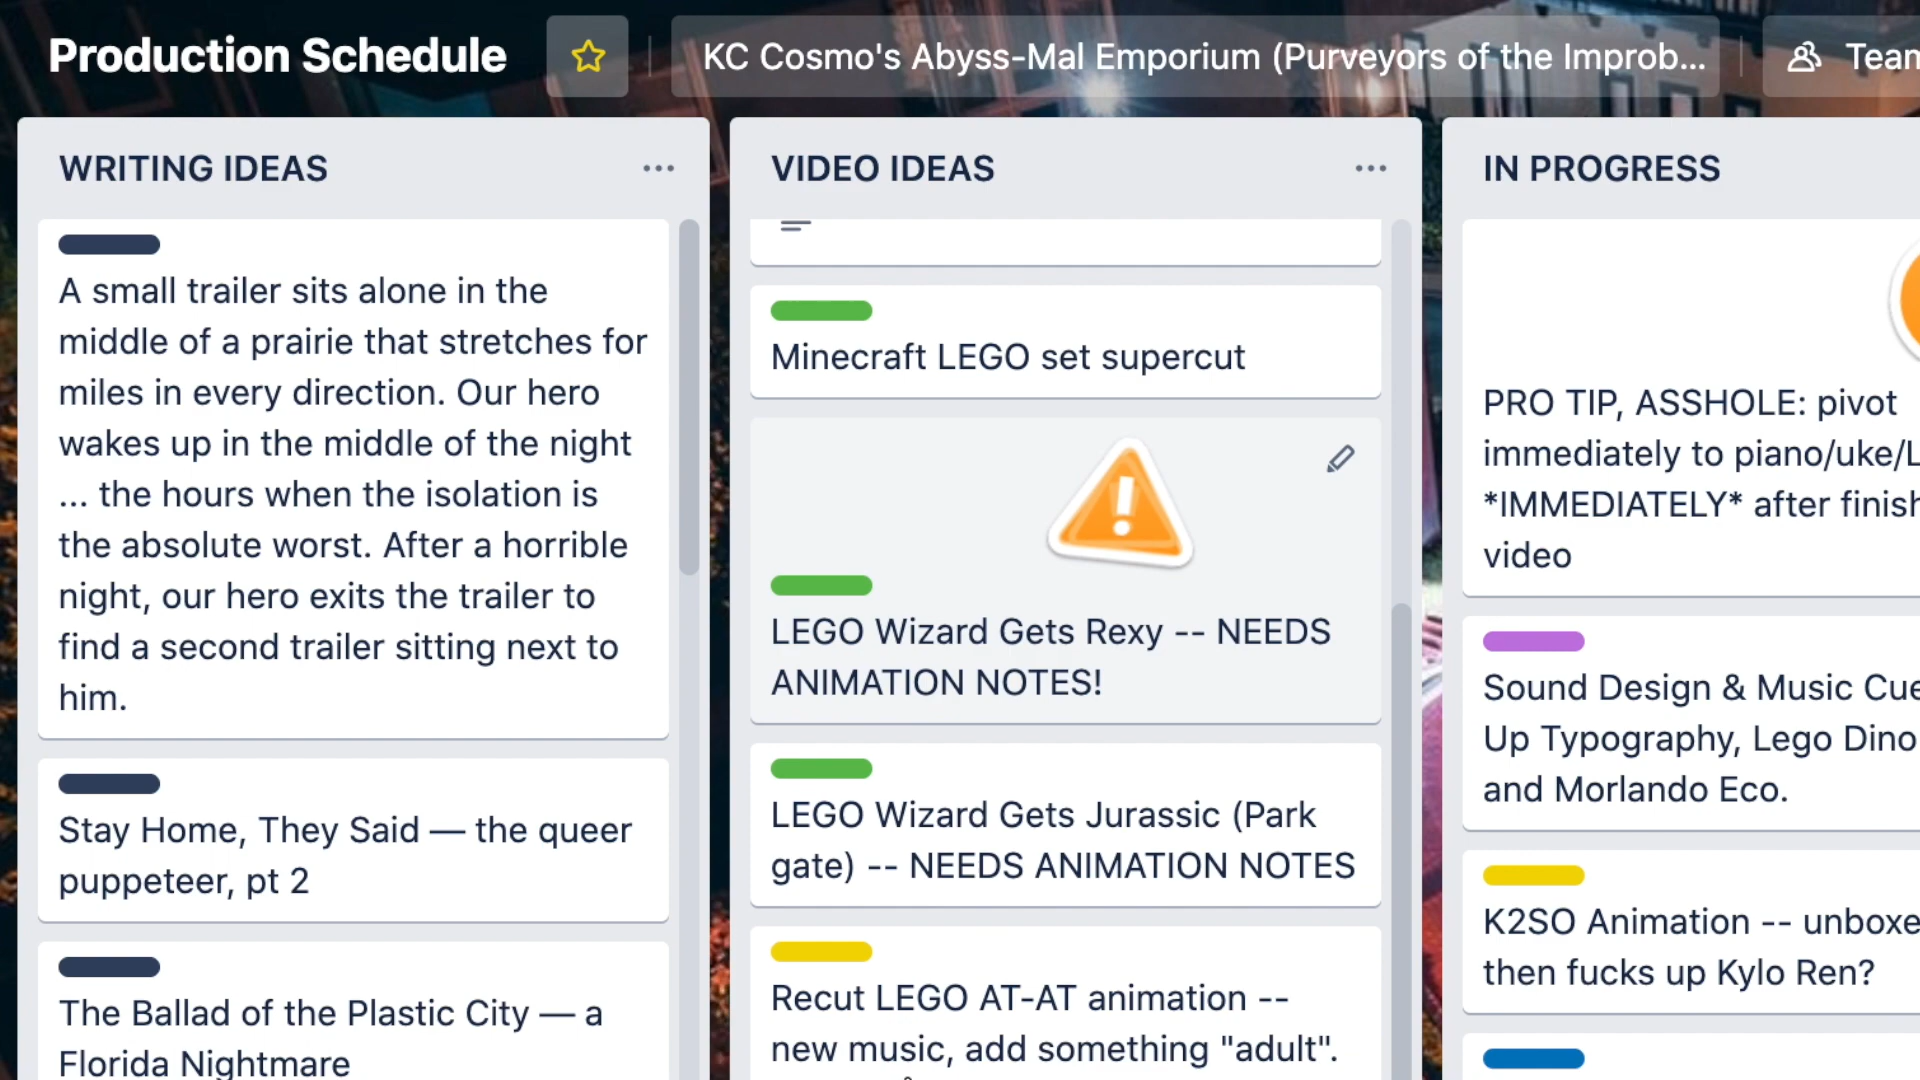 Production Schedule
KC Cosmo's Abyss-Mal Emporium (Purveyors of the Improb...
Team
WRITING IDEAS
A small trailer sits alone in the
middle of a prairie that stretches for
miles in every direction. Our hero
wakes up in the middle of the night
... the hours when the isolation is
the absolute worst. After a horrible
night, our hero exits the trailer to
find a second trailer sitting next to
him.
Stay Home, They Said — the queer
puppeteer, pt 2
The Ballad of the Plastic City — a
Florida Nightmare
VIDEO IDEAS
Minecraft LEGO set supercut
LEGO Wizard Gets Rexy -- NEEDS
ANIMATION NOTES!
LEGO Wizard Gets Jurassic (Park
gate) -- NEEDS ANIMATION NOTES
Recut LEGO AT-AT animation --
new music, add something "adult".
IN PROGRESS
PRO TIP, ASSHOLE: pivot
immediately to piano/uke/L
*IMMEDIATELY* after finish
video
Sound Design & Music Cue
Up Typography, Lego Dino
and Morlando Eco.
K2SO Animation -- unboxe
then fucks up Kylo Ren?